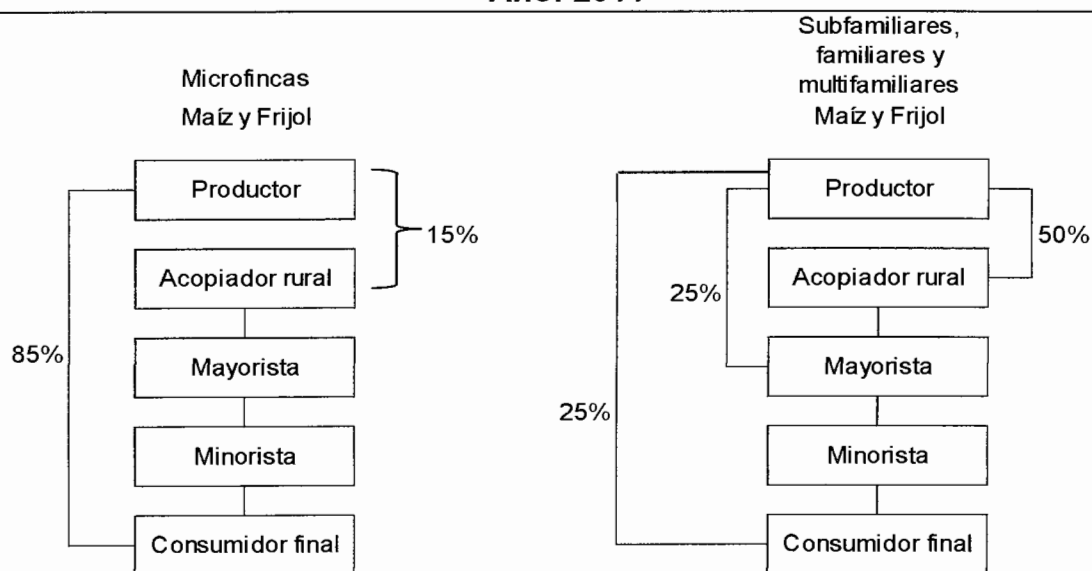 Microfincas
Maíz y Frijol
Productor
15%
Acopiador rural
85%
Mayorista
Minorista
Consumidor final
Subfamiliares,
familiares y
multifamiliares
Maíz y Frijol
Productor
50%
Acopiador rural
25%
Mayorista
25%
Minorista
Consumidor final